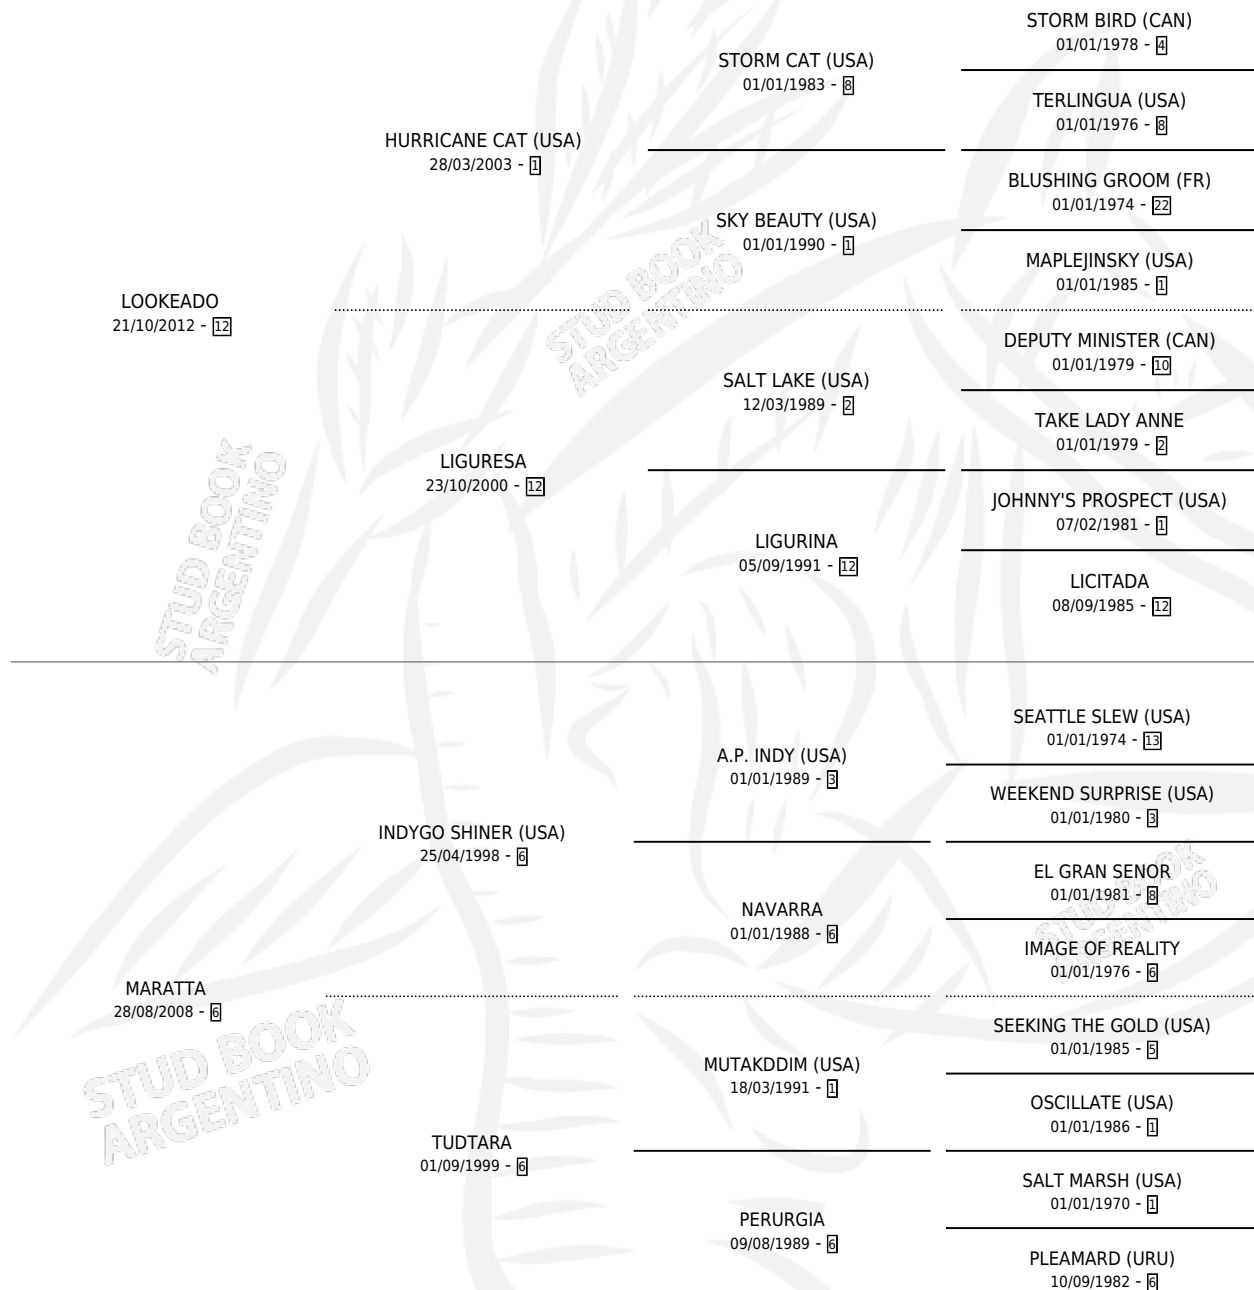 STORM BIRD (CAN)
01/01/1978 - 4
STORM CAT (USA)
01/01/1983 - 8
TERLINGUA (USA)
01/01/1976 - 8
HURRICANE CAT (USA)
28/03/2003 - 1
BLUSHING GROOM (FR)
01/01/1974 - 22
SKY BEAUTY (USA)
01/01/1990 - 1
MAPLEJINSKY (USA)
01/01/1985 - 1
LOOKEADO
21/10/2012 - 12
DEPUTY MINISTER (CAN)
01/01/1979 - 10
SALT LAKE (USA)
12/03/1989 - 2
TAKE LADY ANNE
01/01/1979 - 2
LIGURESA
23/10/2000 - 12
JOHNNY'S PROSPECT (USA)
07/02/1981 - 1
LIGURINA
05/09/1991 - 12
LICITADA
08/09/1985 - 12
SEATTLE SLEW (USA)
01/01/1974 - 13
A.P. INDY (USA)
01/01/1989 - 3
WEEKEND SURPRISE (USA)
01/01/1980 - 3
INDYGO SHINER (USA)
25/04/1998 - 6
EL GRAN SENOR
01/01/1981 - 8
NAVARRA
01/01/1988 - 6
IMAGE OF REALITY
01/01/1976 - 6
MARATTA
28/08/2008 - 6
SEEKING THE GOLD (USA)
01/01/1985 - 5
MUTAKDDIM (USA)
18/03/1991 - 1
OSCILLATE (USA)
01/01/1986 - 1
TUDTARA
01/09/1999 - 6
SALT MARSH (USA)
01/01/1970 - 1
PERURGIA
09/08/1989 - 6
PLEAMARD (URU)
10/09/1982 - 6
STUD BOOK
ARGENTINO
STUD BOOK
ARGENTINO
STUD BOOK
ARGENTINO
STUD BOOK
ARGENTINO